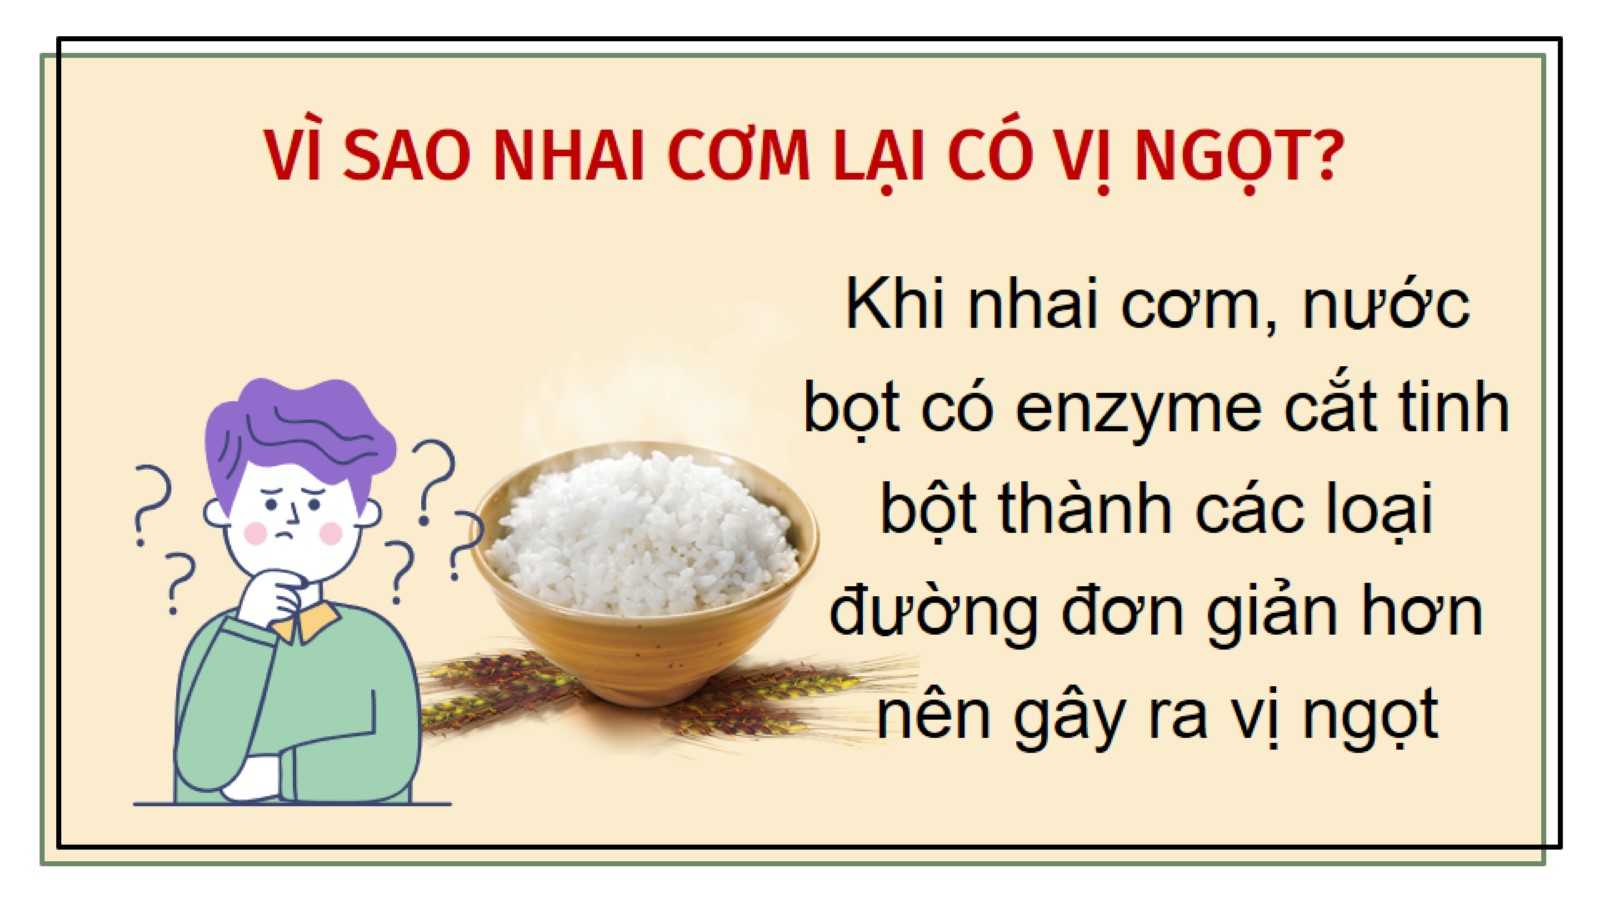 VÌ SAO NHAI CƠM LẠI CÓ VỊ NGỌT?
Khi nhai cơm, nước
bọt có enzyme cắt tinh
bột thành các loại
đường đơn giản hơn
nên gây ra vị ngọt